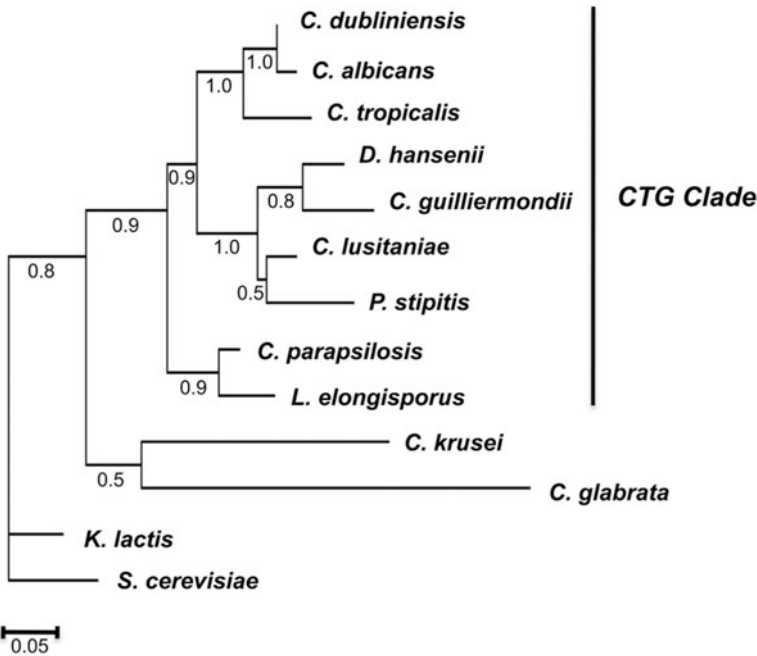 C. dubliniensis
1.0
C. albicans
1.0
C. tropicalis
D. hansenii
0.9
0.8
C. guilliermondii
CTG Clade
0.9
1.0
C. lusitaniae
0.8
0.5
P. stipitis
C. parapsilosis
0.9
L. elongisporus
C. krusei
0.5
C. glabrata
K. lactis
S. cerevisiae
0.05